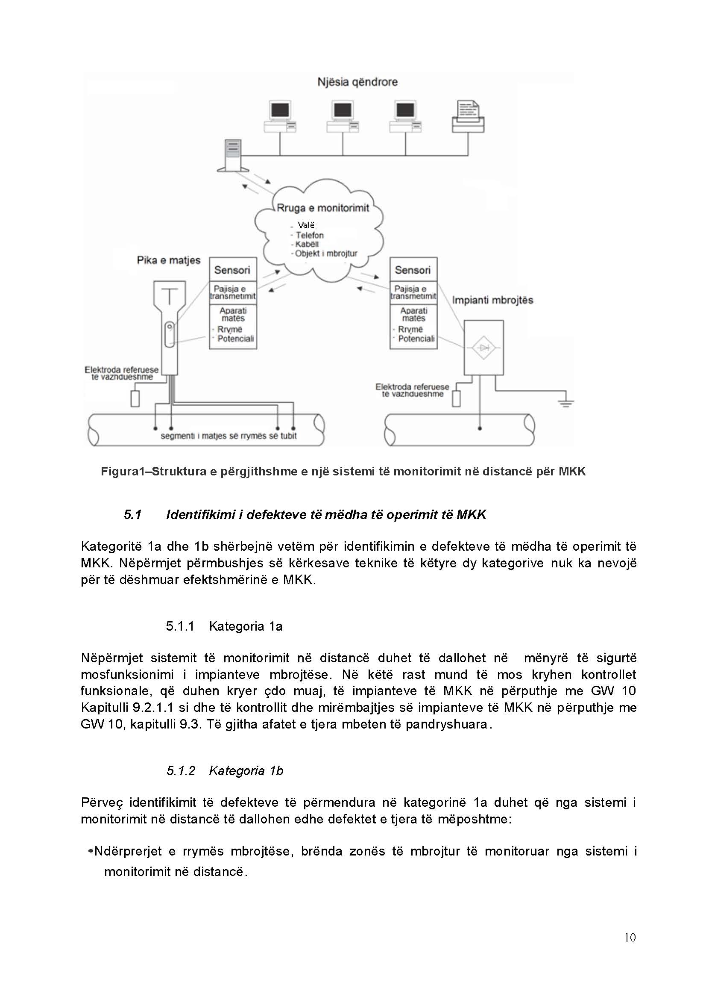 Njësia qëndrore
Rruga e monitorimit
- Valë
- Telefon
- Kabëll
- Objekt i mbrojtur
Pika e matjes
Sensori
Pajisja e
transmetimit
Aparati
matës
- Rrymë
- Potenciali
Sensori
Pajisja e
transmetimit
Aparati
matës
- Rrymë
- Potenciali
Impianti mbrojtës
Elektroda referuese
të vazhdueshme
Elektroda referuese
të vazhdueshme
segmenti i matjes së rrymës së tubit
Figura1–Struktura e përgjithshme e një sistemi të monitorimit në distancë për MKK
5.1 Identifikimi i defekteve të mëdha të operimit të MKK
Kategoritë 1a dhe 1b shërbejnë vetëm për identifikimin e defekteve të mëdha të operimit të
MKK. Nëpërmjet përmbushjes së kërkesave teknike të këtyre dy kategorive nuk ka nevojë
për të dëshmuar efektshmërinë e MKK.
5.1.1 Kategoria 1a
Nëpërmjet sistemit të monitorimit në distancë duhet të dallohet në mënyrë të sigurtë
mosfunksionimi i impianteve mbrojtëse. Në këtë rast mund të mos kryhen kontrollet
funksionale, që duhen kryer çdo muaj, të impianteve të MKK në përputhje me GW 10
Kapitulli 9.2.1.1 si dhe të kontrollit dhe mirëmbajtjes së impianteve të MKK në përputhje me
GW 10, kapitulli 9.3. Të gjitha afatet e tjera mbeten të pandryshuara.
5.1.2 Kategoria 1b
Përveç identifikimit të defekteve të përmendura në kategorinë 1a duhet që nga sistemi i
monitorimit në distancë të dallohen edhe defektet e tjera të mëposhtme:
•Ndërprerjet e rrymës mbrojtëse, brënda zonës të mbrojtur të monitoruar nga sistemi i
monitorimit në distancë.
10